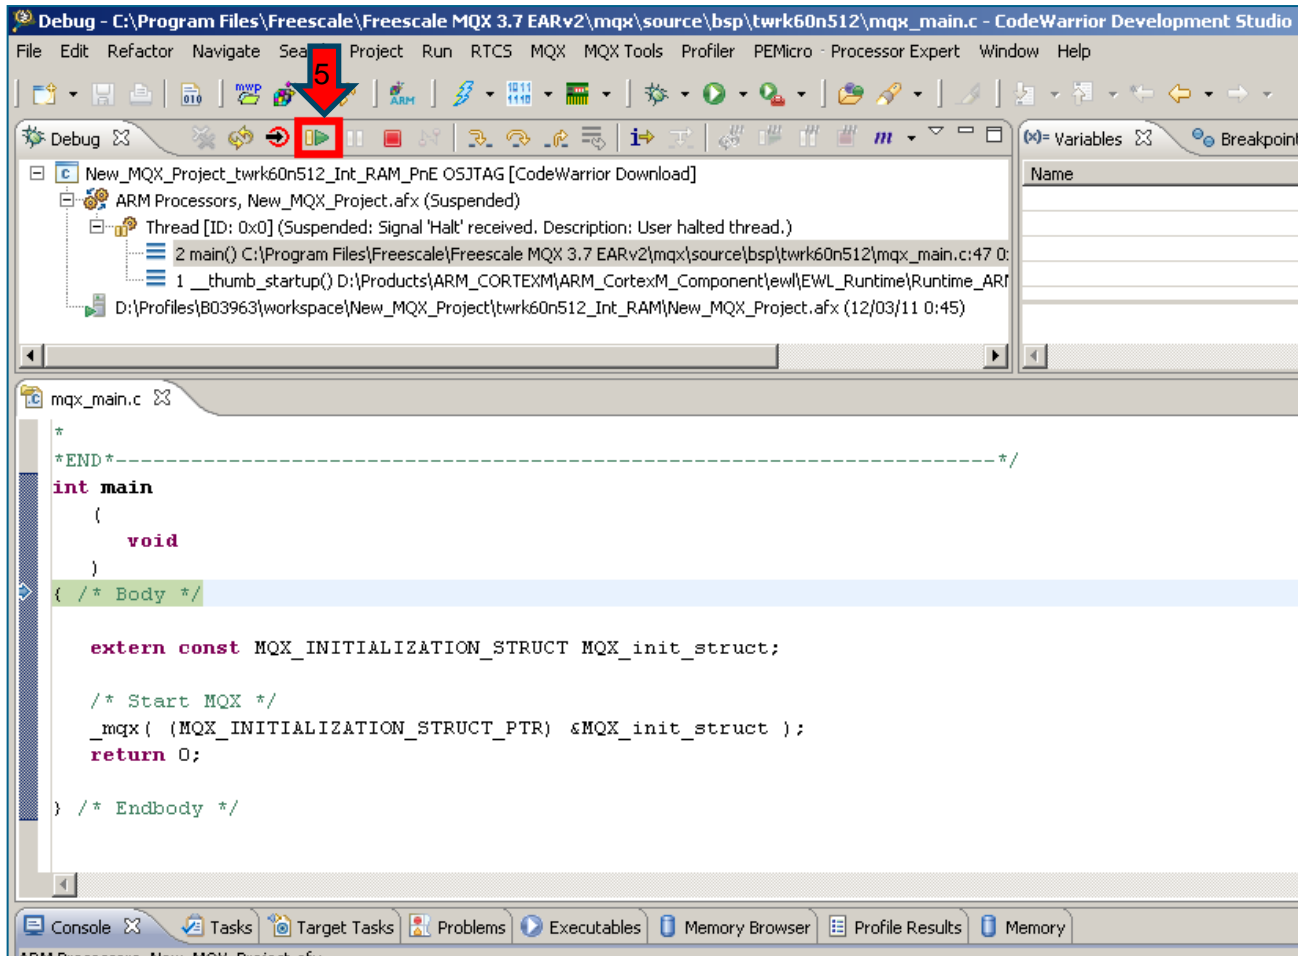 Debug - C:\Program Files\Freescale\Freescale MQX 3.7 EARv2\mqx\source\bsp\twrk60n512\mqx_main.c - CodeWarrior Development Studio
File Edit Refactor Navigate Project Run RTCS MQX MQX Tools Profiler PEMicro Processor Expert Window Help
5
Debug
(x)= Variables
Breakpoint
Name
New_MQX_Project_twrk60n512_Int_RAM_PnE OSJTAG [CodeWarrior Download]
ARM Processors, New_MQX_Project.afx (Suspended)
Thread [ID: 0x0] (Suspended: Signal 'Halt' received. Description: User halted thread.)
2 main() C:\Program Files\Freescale\Freescale MQX 3.7 EARv2\mqx\source\bsp\twrk60n512\mqx_main.c:47 0:
1 __thumb_startup() D:\Products\ARM_CORTEXM\ARM_CortexM_Component\ewl\EWL_Runtime\Runtime_ARM
D:\Profiles\B03963\workspace\New_MQX_Project\twrk60n512_Int_RAM\New_MQX_Project.afx (12/03/11 0:45)
mqx_main.c
*
*END*----------------------------------------------------------------------*/
int main
(
void
)
{ /* Body */
extern const MQX_INITIALIZATION_STRUCT MQX_init_struct;
/* Start MQX */
_mqx( (MQX_INITIALIZATION_STRUCT_PTR) &MQX_init_struct );
return 0;
} /* Endbody */
Console Tasks Target Tasks Problems Executables Memory Browser Profile Results Memory
ARM Processors, New_MQX_Project.afx